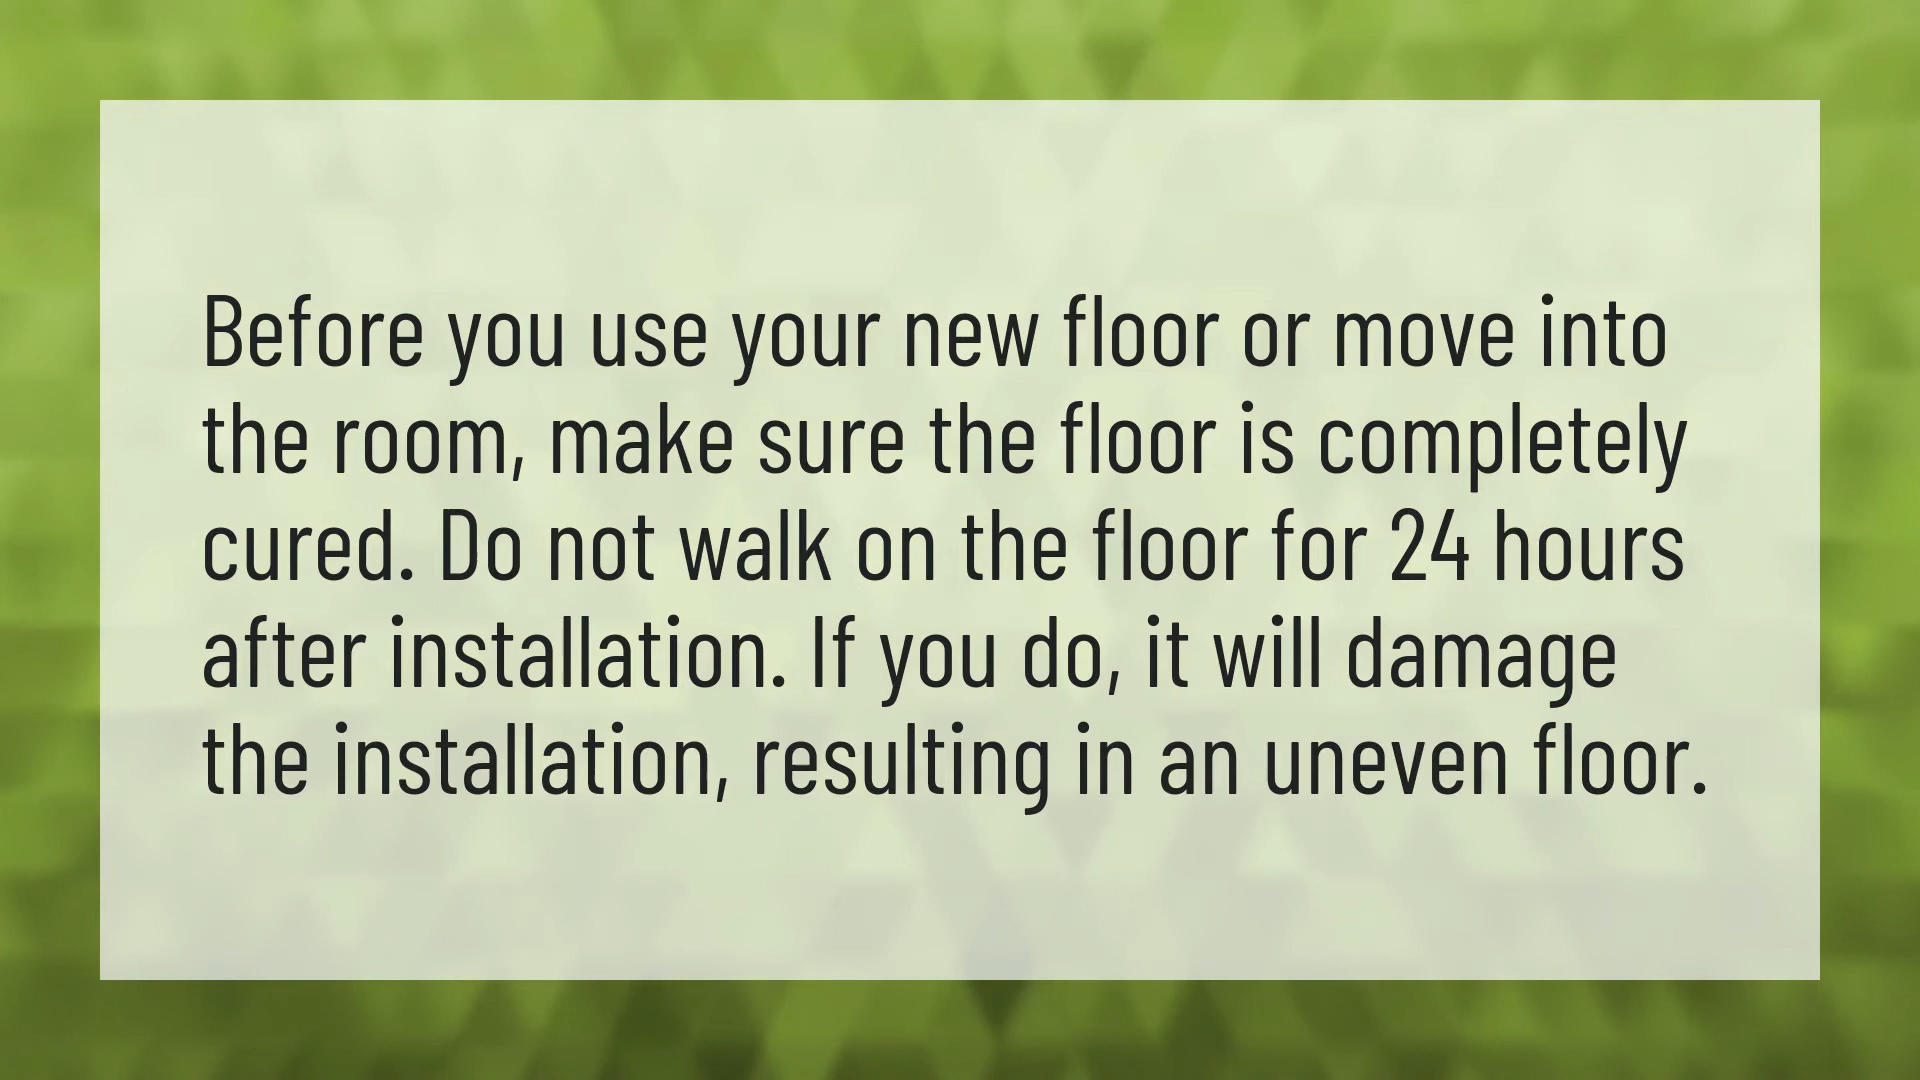 Before you use your new floor or move into
the room, make sure the floor is completely
cured. Do not walk on the floor for 24 hours
after installation. If you do, it will damage
the installation, resulting in an uneven floor.